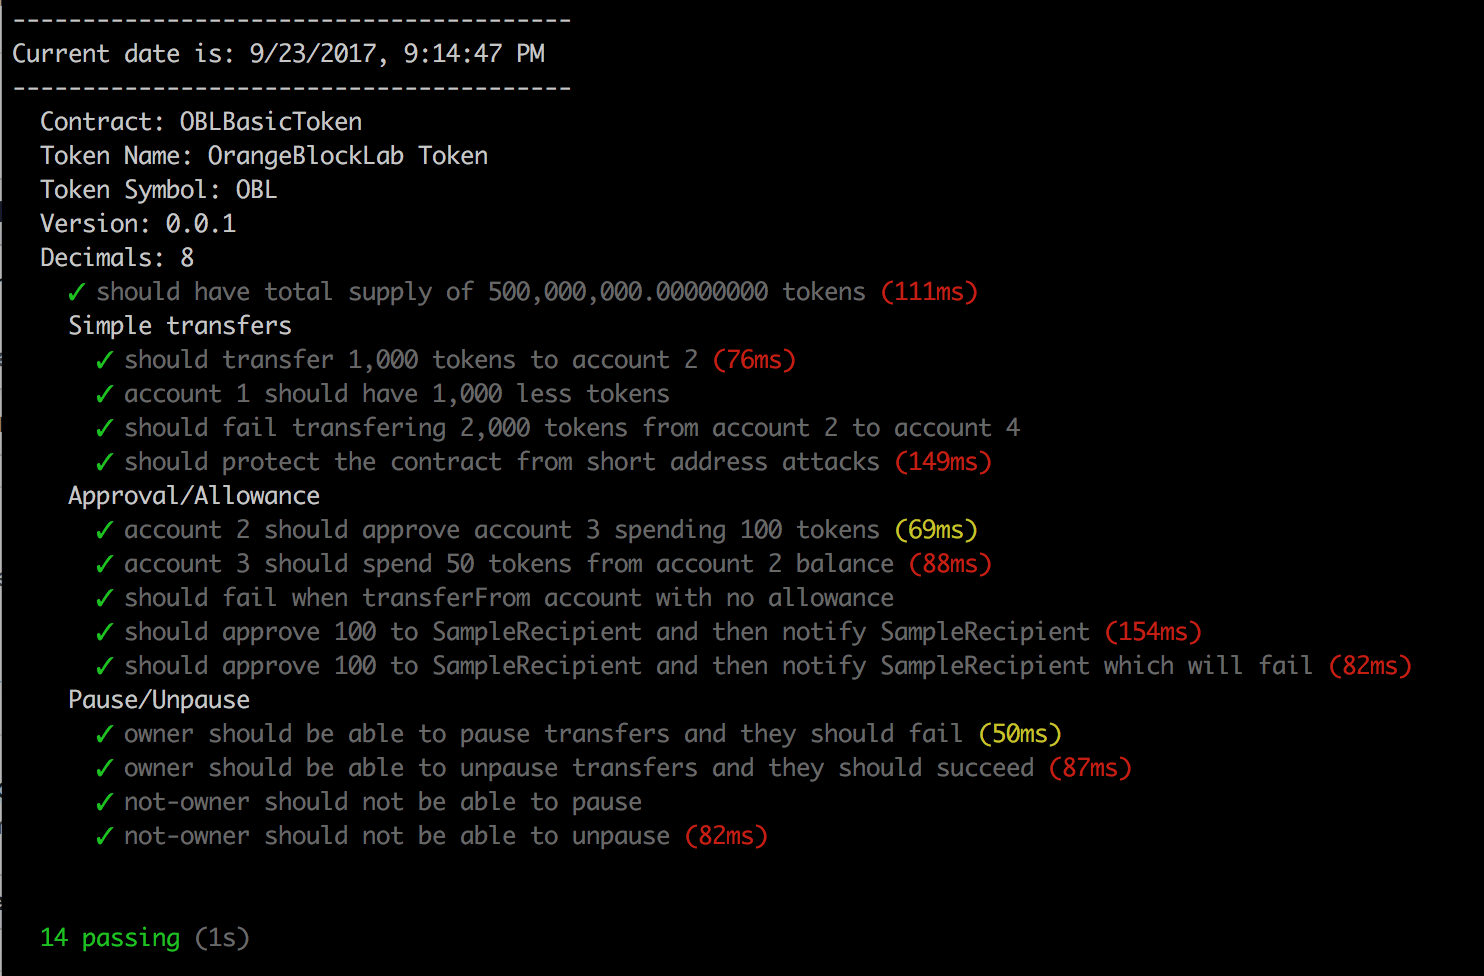 ----------------------------------------
Current date is: 9/23/2017, 9:14:47 PM
----------------------------------------
Contract: OBLBasicToken
Token Name: OrangeBlockLab Token
Token Symbol: OBL
Version: 0.0.1
Decimals: 8
✓ should have total supply of 500,000,000.00000000 tokens (111ms)
Simple transfers
✓ should transfer 1,000 tokens to account 2 (76ms)
✓ account 1 should have 1,000 less tokens
✓ should fail transfering 2,000 tokens from account 2 to account 4
✓ should protect the contract from short address attacks (149ms)
Approval/Allowance
✓ account 2 should approve account 3 spending 100 tokens (69ms)
✓ account 3 should spend 50 tokens from account 2 balance (88ms)
✓ should fail when transferFrom account with no allowance
✓ should approve 100 to SampleRecipient and then notify SampleRecipient (154ms)
✓ should approve 100 to SampleRecipient and then notify SampleRecipient which will fail (82ms)
Pause/Unpause
✓ owner should be able to pause transfers and they should fail (50ms)
✓ owner should be able to unpause transfers and they should succeed (87ms)
✓ not-owner should not be able to pause
✓ not-owner should not be able to unpause (82ms)
14 passing (1s)